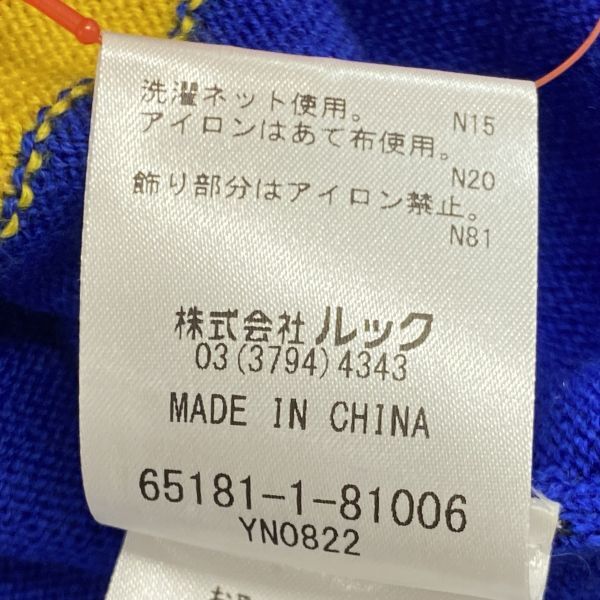 洗濯ネット使用。 N15
アイロンはあて布使用。
N20
飾り部分はアイロン禁止。
N81
株式会社 ルック
03(3794)4343
MADE IN CHINA
65181-1-81006
YN0822